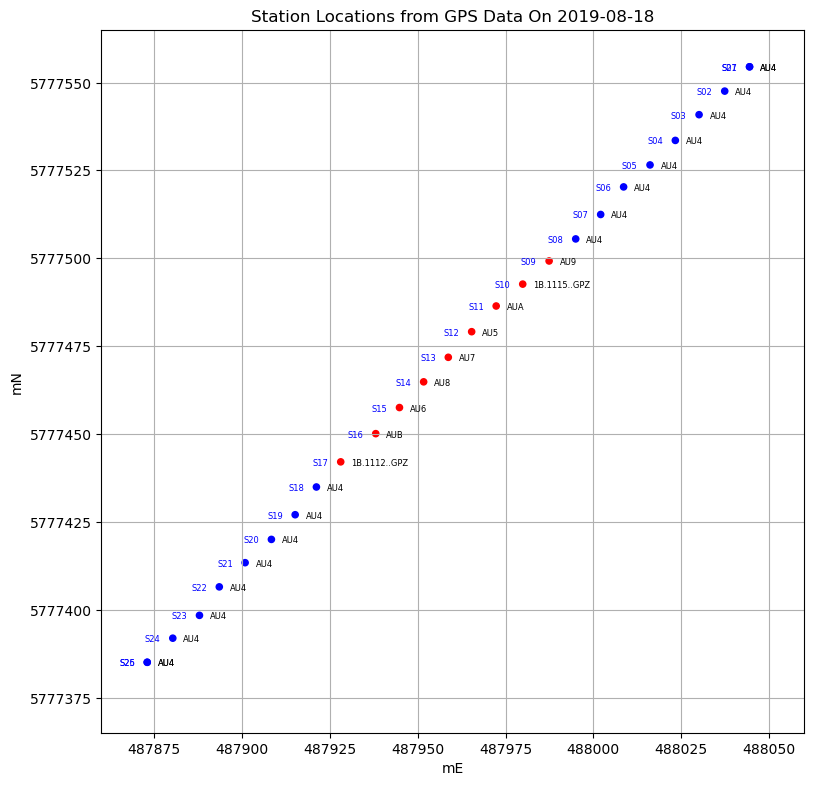 Station Locations from GPS Data On 2019-08-18
mN
5777550
5777525
5777500
5777475
5777450
5777425
5777400
5777375
AU4
S02 AU4
S03 AU4
S04 AU4
S05 AU4
S06 AU4
S07 AU4
S08 AU4
S09 AU9
S10 1B.1115..GPZ
S11 AUA
S12 AU5
S13 AU7
S14 AU8
S15 AU6
S16 AUB
S17 1B.1112..GPZ
S18 AU4
S19 AU4
S20 AU4
S21 AU4
S22 AU4
S23 AU4
S24 AU4
AU4
487875 487900 487925 487950 487975 488000 488025 488050
mE